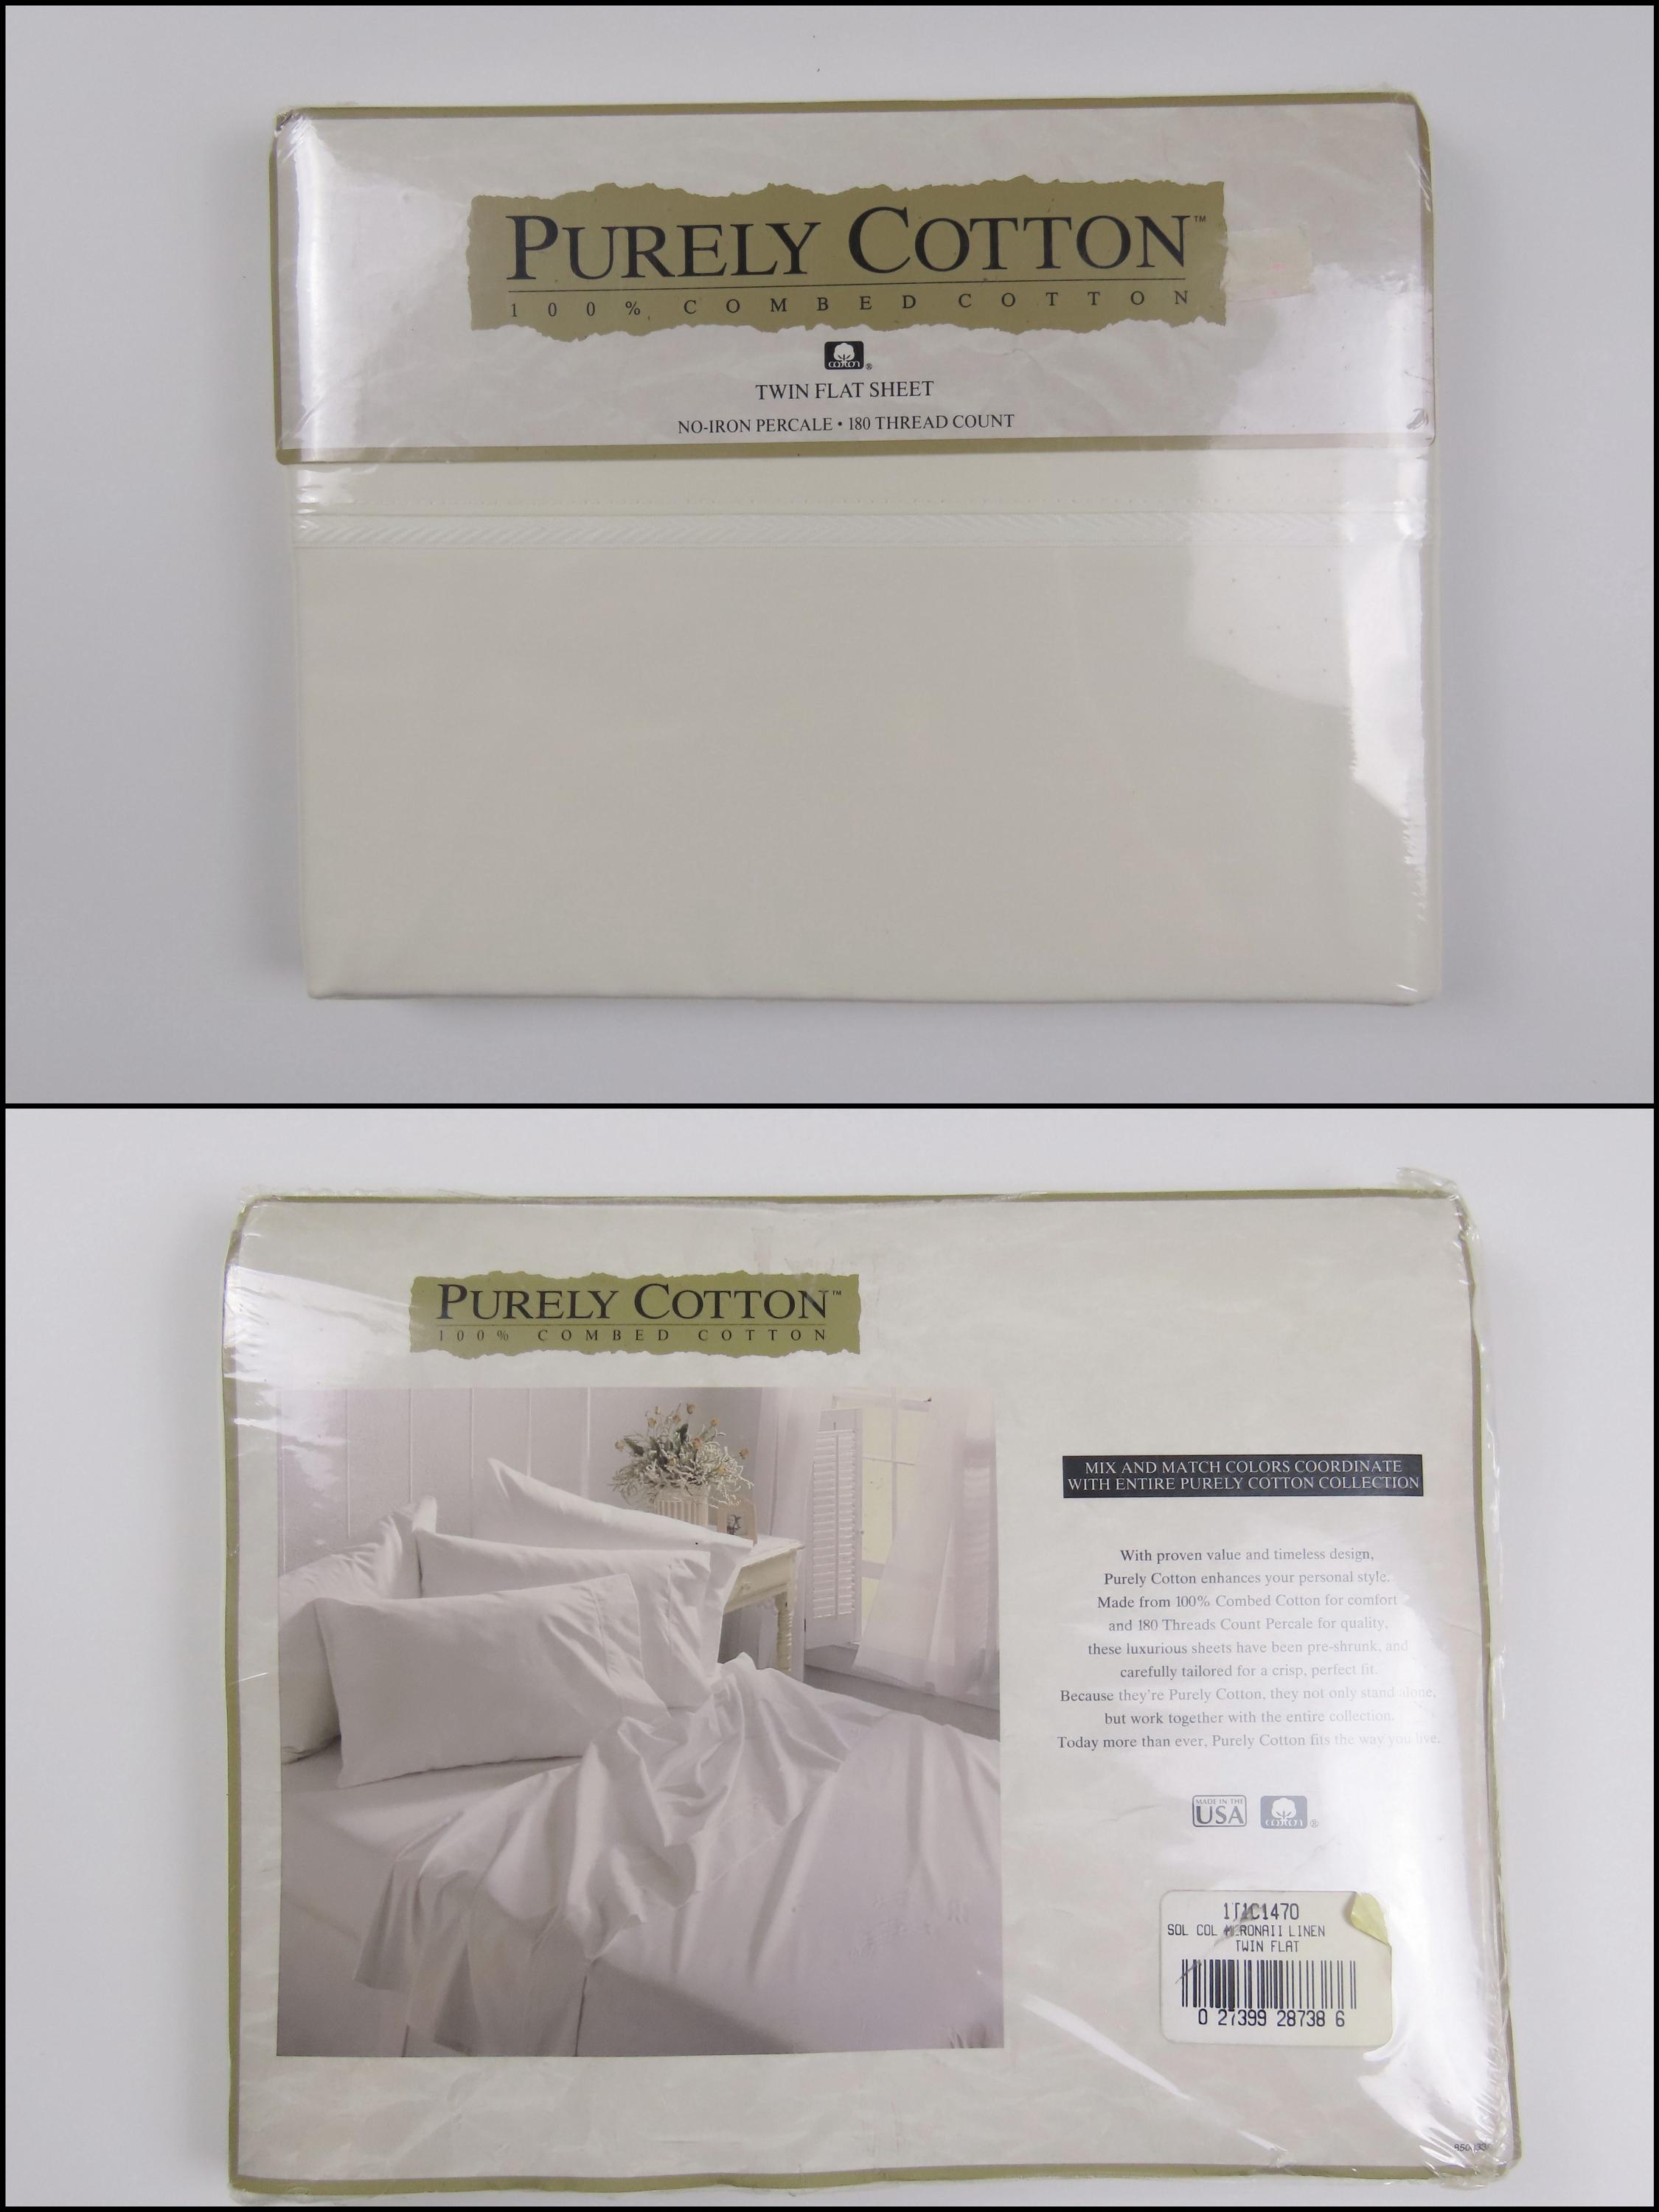 PURELY COTTON™
100% COMBED COTTON
cotton®
TWIN FLAT SHEET
NO-IRON PERCALE • 180 THREAD COUNT
PURELY COTTON™
100% COMBED COTTON
MIX AND MATCH COLORS COORDINATE
WITH ENTIRE PURELY COTTON COLLECTION
With proven value and timeless design,
Purely Cotton enhances your personal style.
Made from 100% Combed Cotton for comfort
and 180 Threads Count Percale for quality,
these luxurious sheets have been pre-shrunk, and
carefully tailored for a crisp, perfect fit.
Because they're Purely Cotton, they not only stand alone,
but work together with the entire collection.
Today more than ever, Purely Cotton fits the way you live.
MADE IN THE
USA
cotton®
SOL COL LINEN
TWIN FLAT
0 27399 28738 6